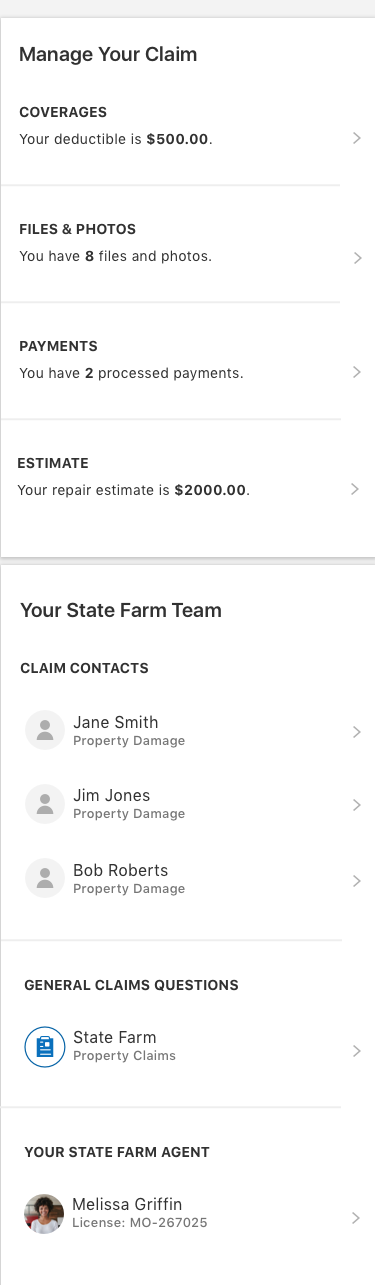 Manage Your Claim
COVERAGES
Your deductible is $500.00.
FILES & PHOTOS
You have 8 files and photos.
PAYMENTS
You have 2 processed payments.
ESTIMATE
Your repair estimate is $2000.00.
Your State Farm Team
CLAIM CONTACTS
Jane Smith
Property Damage
Jim Jones
Property Damage
Bob Roberts
Property Damage
GENERAL CLAIMS QUESTIONS
State Farm
Property Claims
YOUR STATE FARM AGENT
Melissa Griffin
License: MO-267025